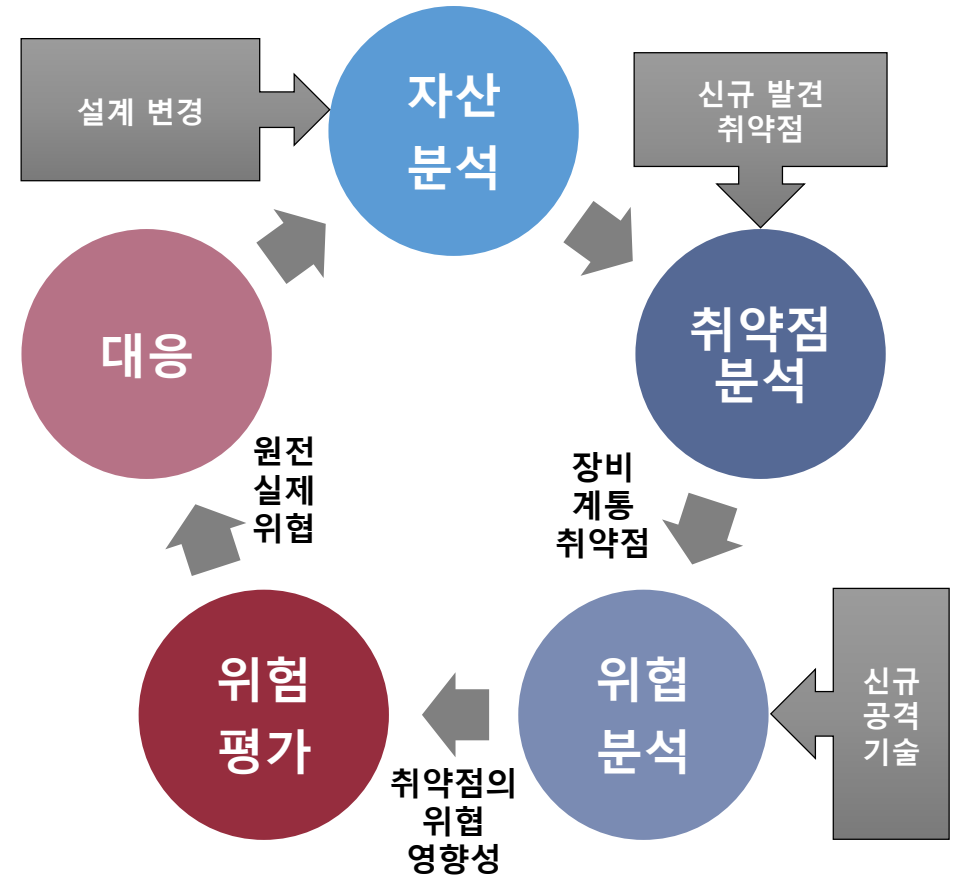 설계 변경
자산
분석
신규 발견
취약점
대응
취약점
분석
원전
실제
위협
장비
계통
취약점
위험
평가
위협
분석
신규
공격
기술
취약점의
위협
영향성